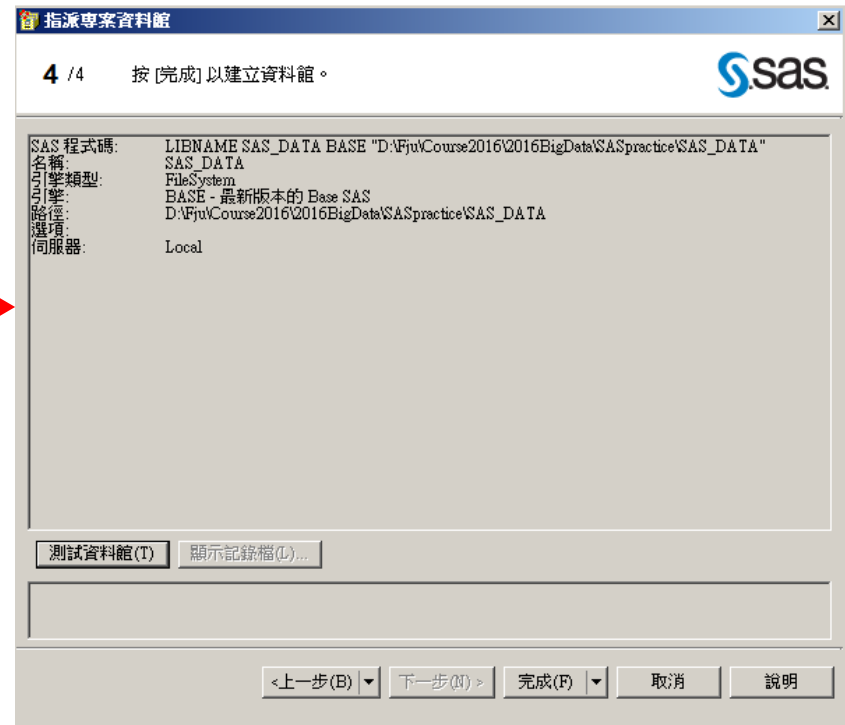 指派專案資料館
4 /4 按 [完成] 以建立資料館。
sas
SAS 程式碼: LIBNAME SAS_DATA BASE "D:\Fju\Course2016\2016BigData\SASpractice\SAS_DATA"
名稱: SAS_DATA
引擎類型: FileSystem
引擎: BASE - 最新版本的 Base SAS
路徑: D:\Fju\Course2016\2016BigData\SASpractice\SAS_DATA
選項:
伺服器: Local
測試資料館(T) 顯示記錄檔(L)...
<上一步(B) 下一步(N) > 完成(F) 取消 說明